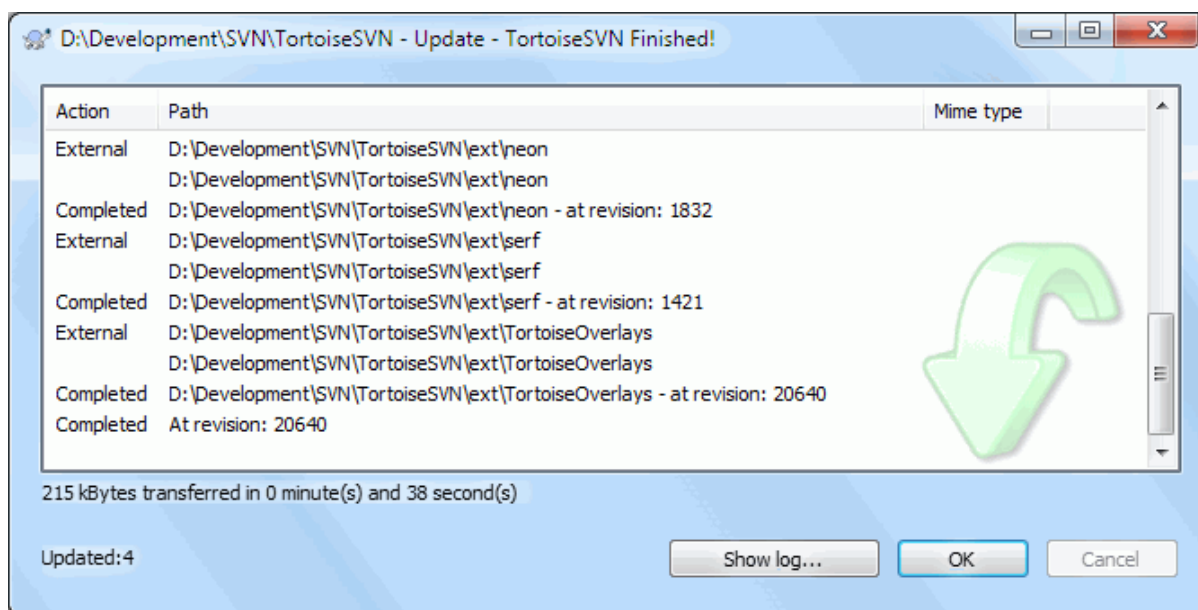 D:\Development\SVN\TortoiseSVN - Update - TortoiseSVN Finished!
Action Path Mime type
External D:\Development\SVN\TortoiseSVN\ext\neon
D:\Development\SVN\TortoiseSVN\ext\neon
Completed D:\Development\SVN\TortoiseSVN\ext\neon - at revision: 1832
External D:\Development\SVN\TortoiseSVN\ext\serf
D:\Development\SVN\TortoiseSVN\ext\serf
Completed D:\Development\SVN\TortoiseSVN\ext\serf - at revision: 1421
External D:\Development\SVN\TortoiseSVN\ext\TortoiseOverlays
D:\Development\SVN\TortoiseSVN\ext\TortoiseOverlays
Completed D:\Development\SVN\TortoiseSVN\ext\TortoiseOverlays - at revision: 20640
Completed At revision: 20640
215 kBytes transferred in 0 minute(s) and 38 second(s)
Updated:4 Show log... OK Cancel